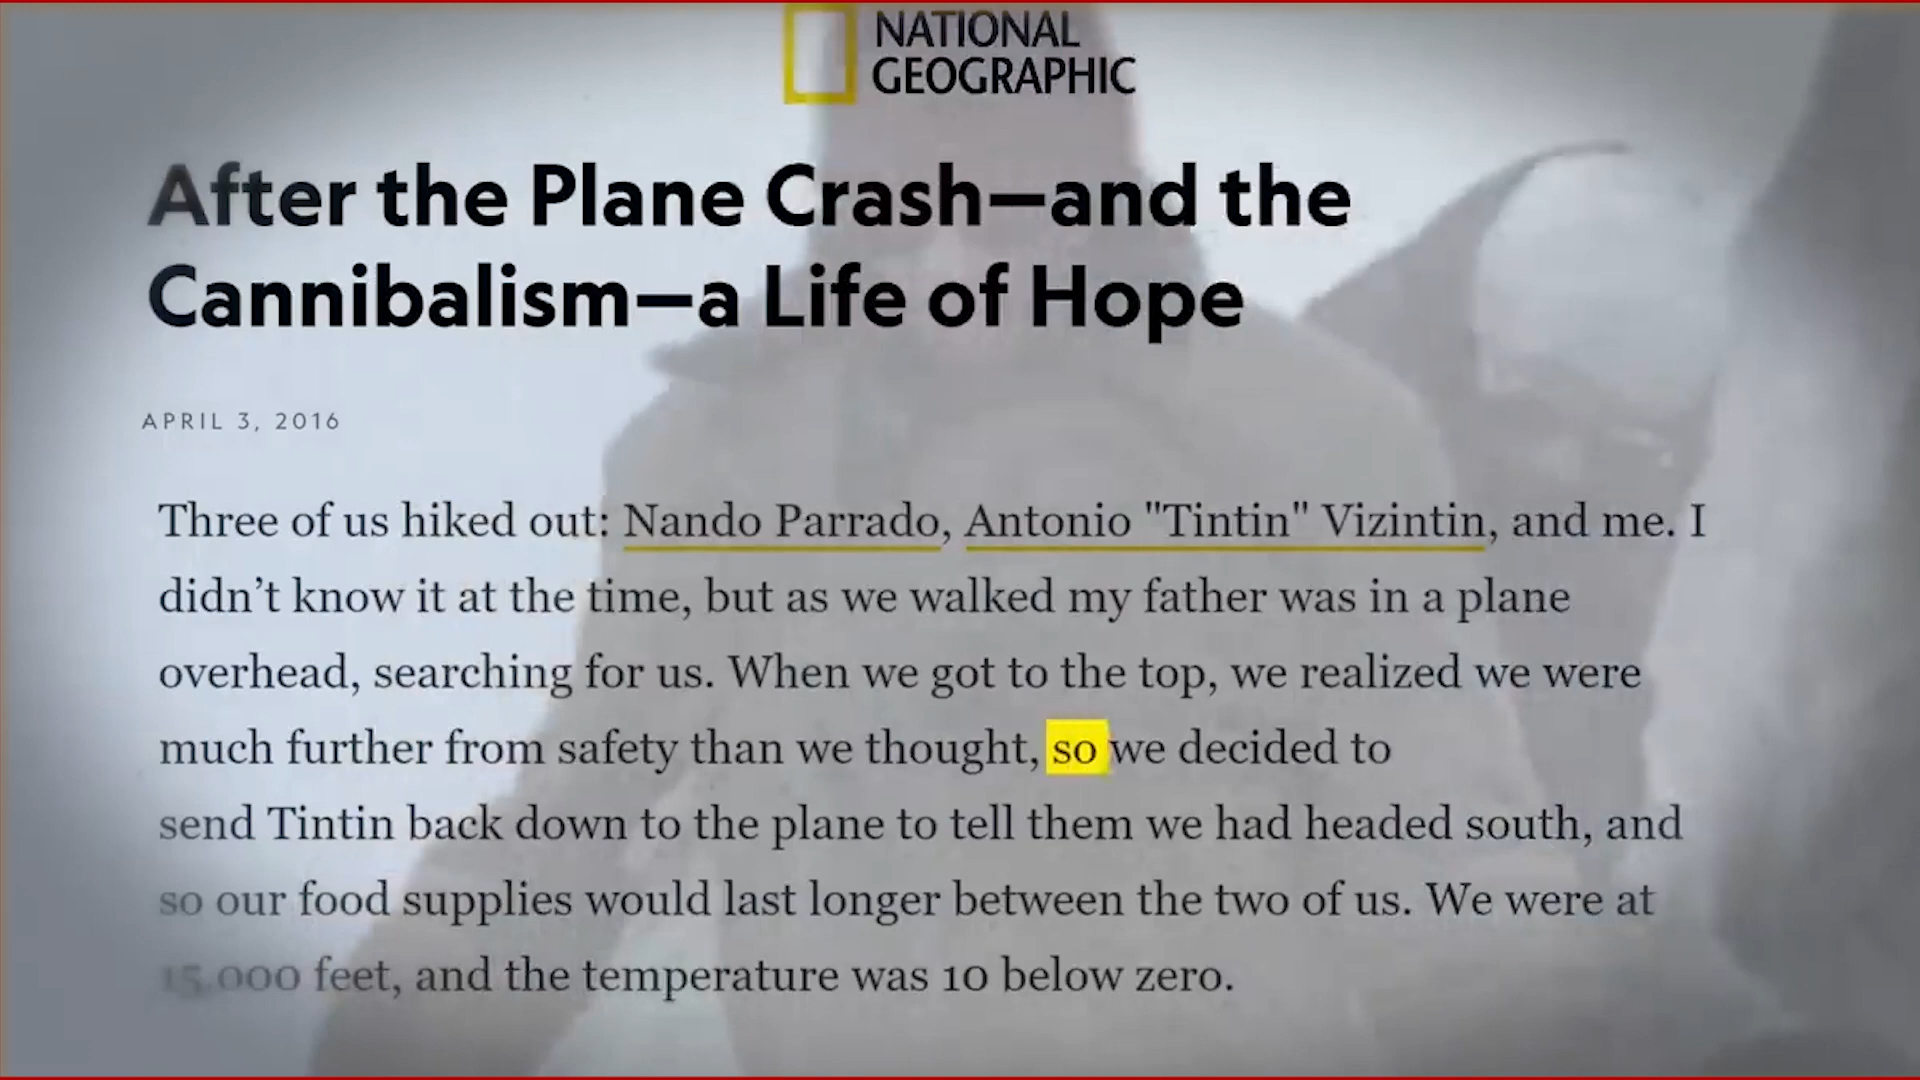 NATIONAL
GEOGRAPHIC
After the Plane Crash—and the
Cannibalism—a Life of Hope
APRIL 3, 2016
Three of us hiked out: Nando Parrado, Antonio "Tintin" Vizintin, and me. I
didn’t know it at the time, but as we walked my father was in a plane
overhead, searching for us. When we got to the top, we realized we were
much further from safety than we thought, so we decided to
send Tintin back down to the plane to tell them we had headed south, and
so our food supplies would last longer between the two of us. We were at
15,000 feet, and the temperature was 10 below zero.